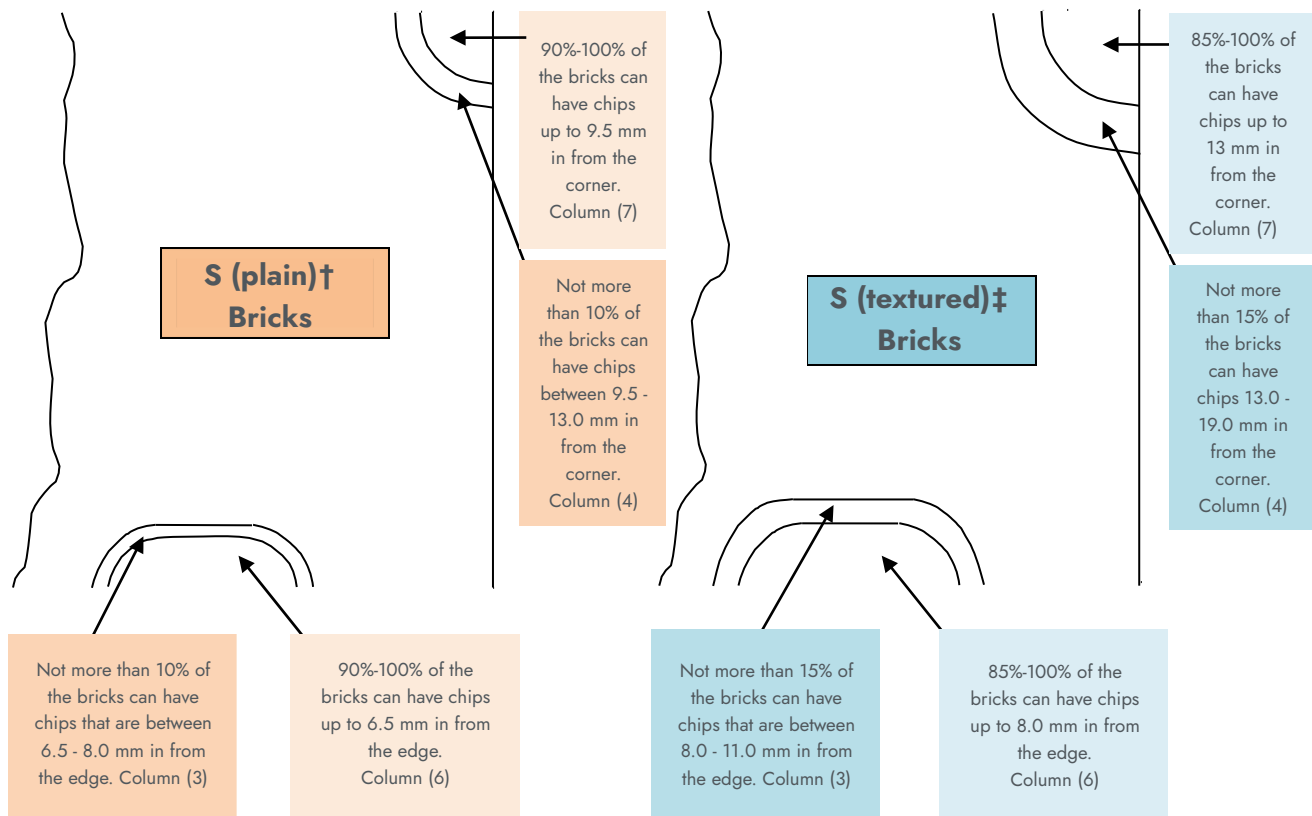 90%-100% of
the bricks can
have chips
up to 9.5 mm
in from the
corner.
Column (7)
Not more
than 10% of
the bricks can
have chips
between 9.5 -
13.0 mm in
from the
corner.
Column (4)
S (plain)†
Bricks
Not more than 10% of
the bricks can have
chips that are between
6.5 - 8.0 mm in from
the edge. Column (3)
90%-100% of the
bricks can have chips
up to 6.5 mm in from
the edge.
Column (6)
85%-100% of
the bricks
can have
chips up to
13 mm in
from the
corner.
Column (7)
Not more
than 15% of
the bricks
can have
chips 13.0 -
19.0 mm in
from the
corner.
Column (4)
S (textured)‡
Bricks
Not more than 15% of
the bricks can have
chips that are between
8.0 - 11.0 mm in from
the edge. Column (3)
85%-100% of the
bricks can have chips
up to 8.0 mm in from
the edge.
Column (6)